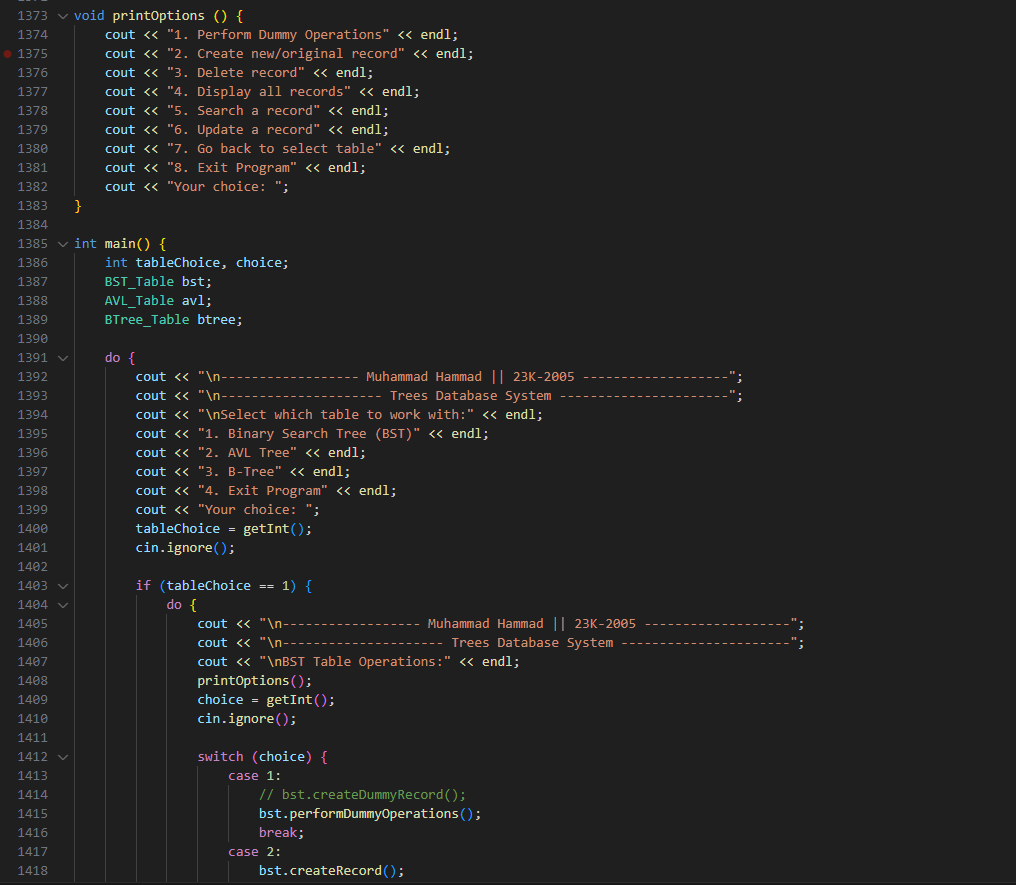 1373 void printOptions () {
1374     cout << "1. Perform Dummy Operations" << endl;
1375     cout << "2. Create new/original record" << endl;
1376     cout << "3. Delete record" << endl;
1377     cout << "4. Display all records" << endl;
1378     cout << "5. Search a record" << endl;
1379     cout << "6. Update a record" << endl;
1380     cout << "7. Go back to select table" << endl;
1381     cout << "8. Exit Program" << endl;
1382     cout << "Your choice: ";
1383 }
1384
1385 int main() {
1386     int tableChoice, choice;
1387     BST_Table bst;
1388     AVL_Table avl;
1389     BTree_Table btree;
1390
1391     do {
1392         cout << "\n------------------ Muhammad Hammad || 23K-2005 -------------------";
1393         cout << "\n--------------------- Trees Database System ----------------------";
1394         cout << "\nSelect which table to work with:" << endl;
1395         cout << "1. Binary Search Tree (BST)" << endl;
1396         cout << "2. AVL Tree" << endl;
1397         cout << "3. B-Tree" << endl;
1398         cout << "4. Exit Program" << endl;
1399         cout << "Your choice: ";
1400         tableChoice = getInt();
1401         cin.ignore();
1402
1403         if (tableChoice == 1) {
1404             do {
1405                 cout << "\n------------------ Muhammad Hammad || 23K-2005 -------------------";
1406                 cout << "\n--------------------- Trees Database System ----------------------";
1407                 cout << "\nBST Table Operations:" << endl;
1408                 printOptions();
1409                 choice = getInt();
1410                 cin.ignore();
1411
1412                 switch (choice) {
1413                     case 1:
1414                         // bst.createDummyRecord();
1415                         bst.performDummyOperations();
1416                         break;
1417                     case 2:
1418                         bst.createRecord();